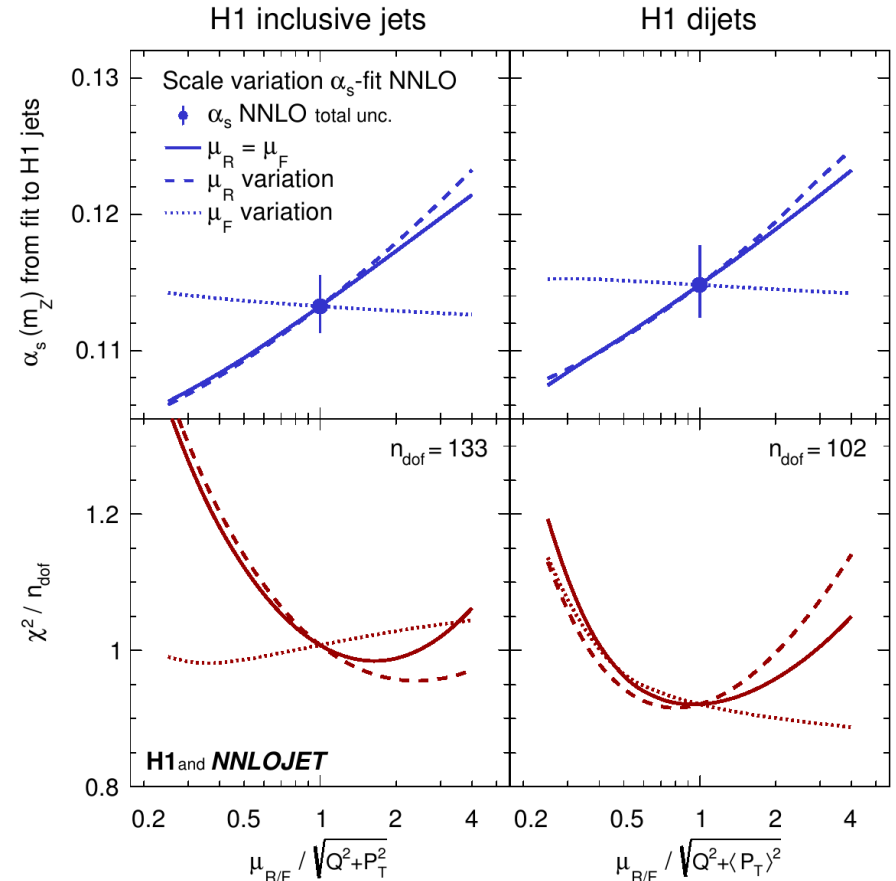 H1 inclusive jets
H1 dijets
Scale variation αs-fit NNLO
αs NNLO total unc.
μR = μF
μR variation
μF variation
αs (mZ) from fit to H1 jets
0.13
0.12
0.11
ndof = 133
ndof = 102
χ² / ndof
1.2
1
0.8
H1 and NNLOJET
0.2 0.5 1 2 4
0.2 0.5 1 2 4
μR/F / √Q²+PT²
μR/F / √Q²+⟨PT⟩²